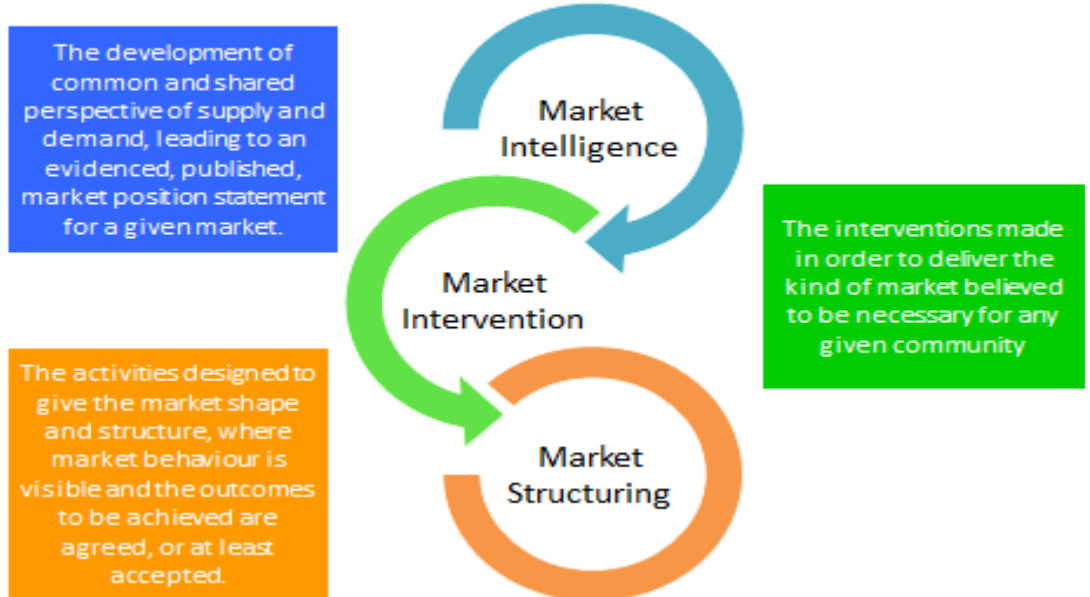 The development of
common and shared
perspective of supply and
demand, leading to an
evidenced, published,
market position statement
for a given market.
Market
Intelligence
The interventions made
in order to deliver the
kind of market believed
to be necessary for any
given community
Market
Intervention
The activities designed to
give the market shape
and structure, where
market behaviour is
visible and the outcomes
to be achieved are
agreed, or at least
accepted.
Market
Structuring